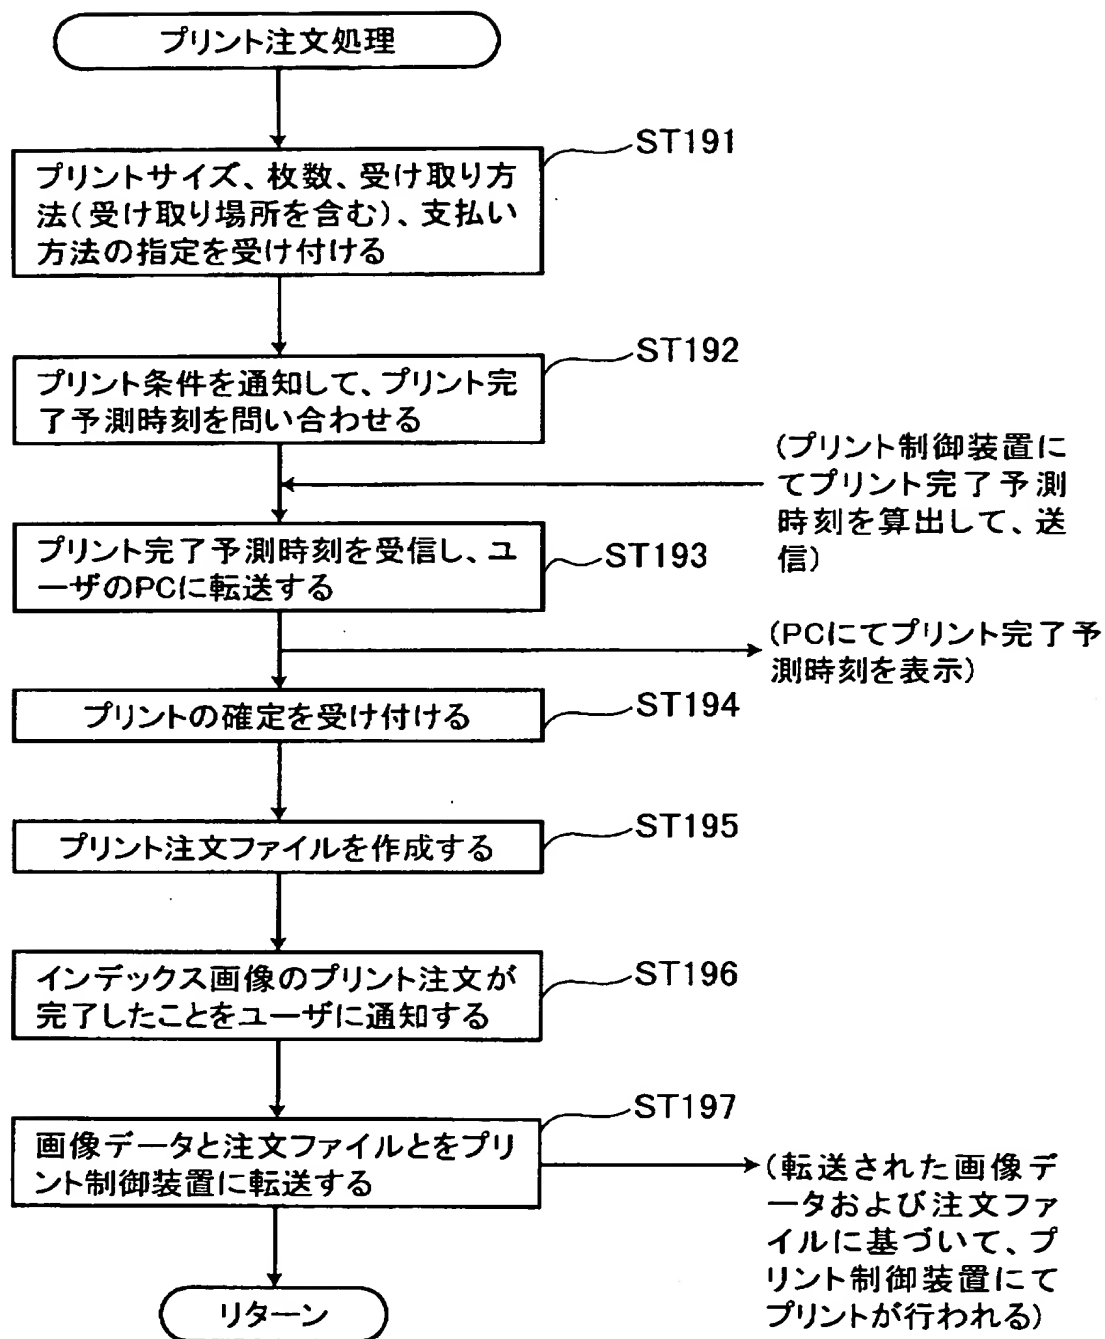 プリント注文処理
ST191
プリントサイズ、枚数、受け取り方
法(受け取り場所を含む)、支払い
方法の指定を受け付ける
ST192
プリント条件を通知して、プリント完
了予測時刻を問い合わせる
(プリント制御装置に
てプリント完了予測
時刻を算出して、送
信)
プリント完了予測時刻を受信し、ユ
ーザのPCに転送する
ST193
(PCにてプリント完了予
測時刻を表示)
プリントの確定を受け付ける
ST194
プリント注文ファイルを作成する
ST195
インデックス画像のプリント注文が
完了したことをユーザに通知する
ST196
ST197
画像データと注文ファイルとをプリ
ント制御装置に転送する
(転送された画像デ
ータおよび注文ファ
イルに基づいて、プ
リント制御装置にて
プリントが行われる)
リターン